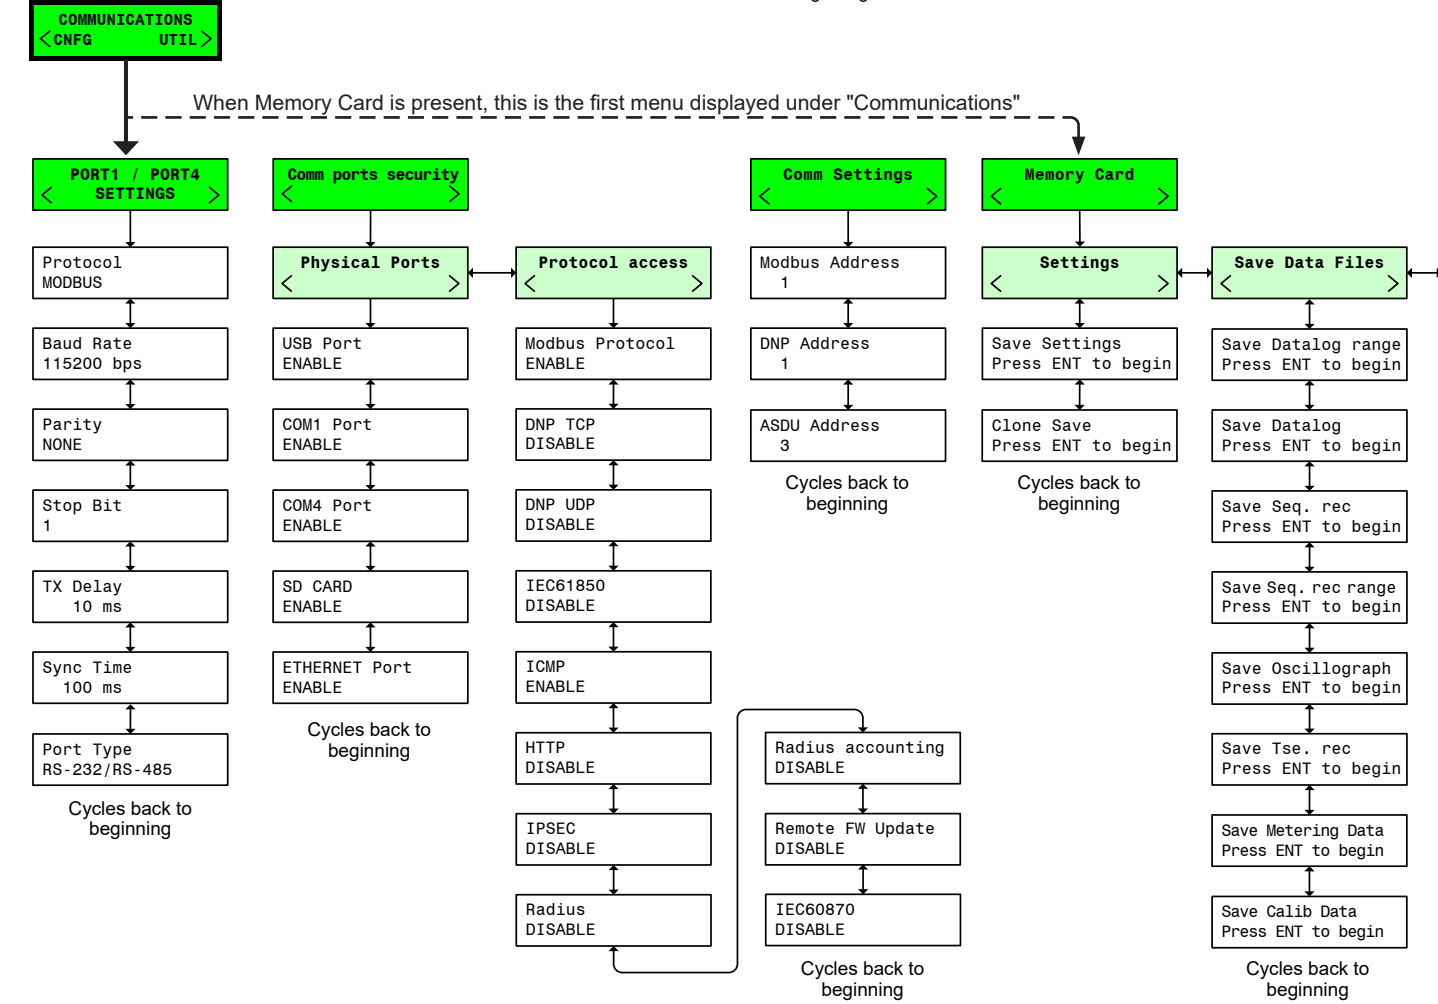 COMMUNICATIONS
<CNFG UTIL>
When Memory Card is present, this is the first menu displayed under "Communications"
PORT1 / PORT4
< SETTINGS >
Protocol
MODBUS
Baud Rate
115200 bps
Parity
NONE
Stop Bit
1
TX Delay
10 ms
Sync Time
100 ms
Port Type
RS-232/RS-485
Cycles back to
beginning
Comm ports security
< >
Physical Ports
< >
USB Port
ENABLE
COM1 Port
ENABLE
COM4 Port
ENABLE
SD CARD
ENABLE
ETHERNET Port
ENABLE
Cycles back to
beginning
Protocol access
< >
Modbus Protocol
ENABLE
DNP TCP
DISABLE
DNP UDP
DISABLE
IEC61850
DISABLE
ICMP
ENABLE
HTTP
DISABLE
IPSEC
DISABLE
Radius
DISABLE
Radius accounting
DISABLE
Remote FW Update
DISABLE
IEC60870
DISABLE
Cycles back to
beginning
Comm Settings
< >
Modbus Address
1
DNP Address
1
ASDU Address
3
Cycles back to
beginning
Memory Card
< >
Settings
< >
Save Settings
Press ENT to begin
Clone Save
Press ENT to begin
Cycles back to
beginning
Save Data Files
< >
Save Datalog range
Press ENT to begin
Save Datalog
Press ENT to begin
Save Seq. rec
Press ENT to begin
Save Seq. rec range
Press ENT to begin
Save Oscillograph
Press ENT to begin
Save Tse. rec
Press ENT to begin
Save Metering Data
Press ENT to begin
Save Calib Data
Press ENT to begin
Cycles back to
beginning